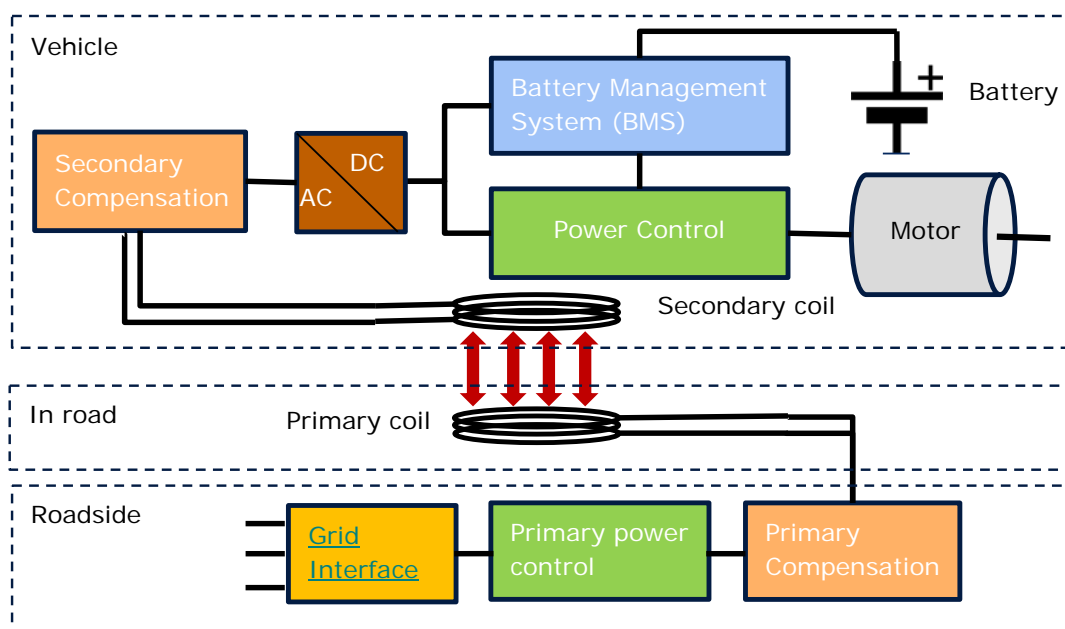 Vehicle
Battery Management
System (BMS)
+
Battery
Secondary
Compensation
DC
AC
Power Control
Motor
Secondary coil
In road
Primary coil
Roadside
Grid
Interface
Primary power
control
Primary
Compensation